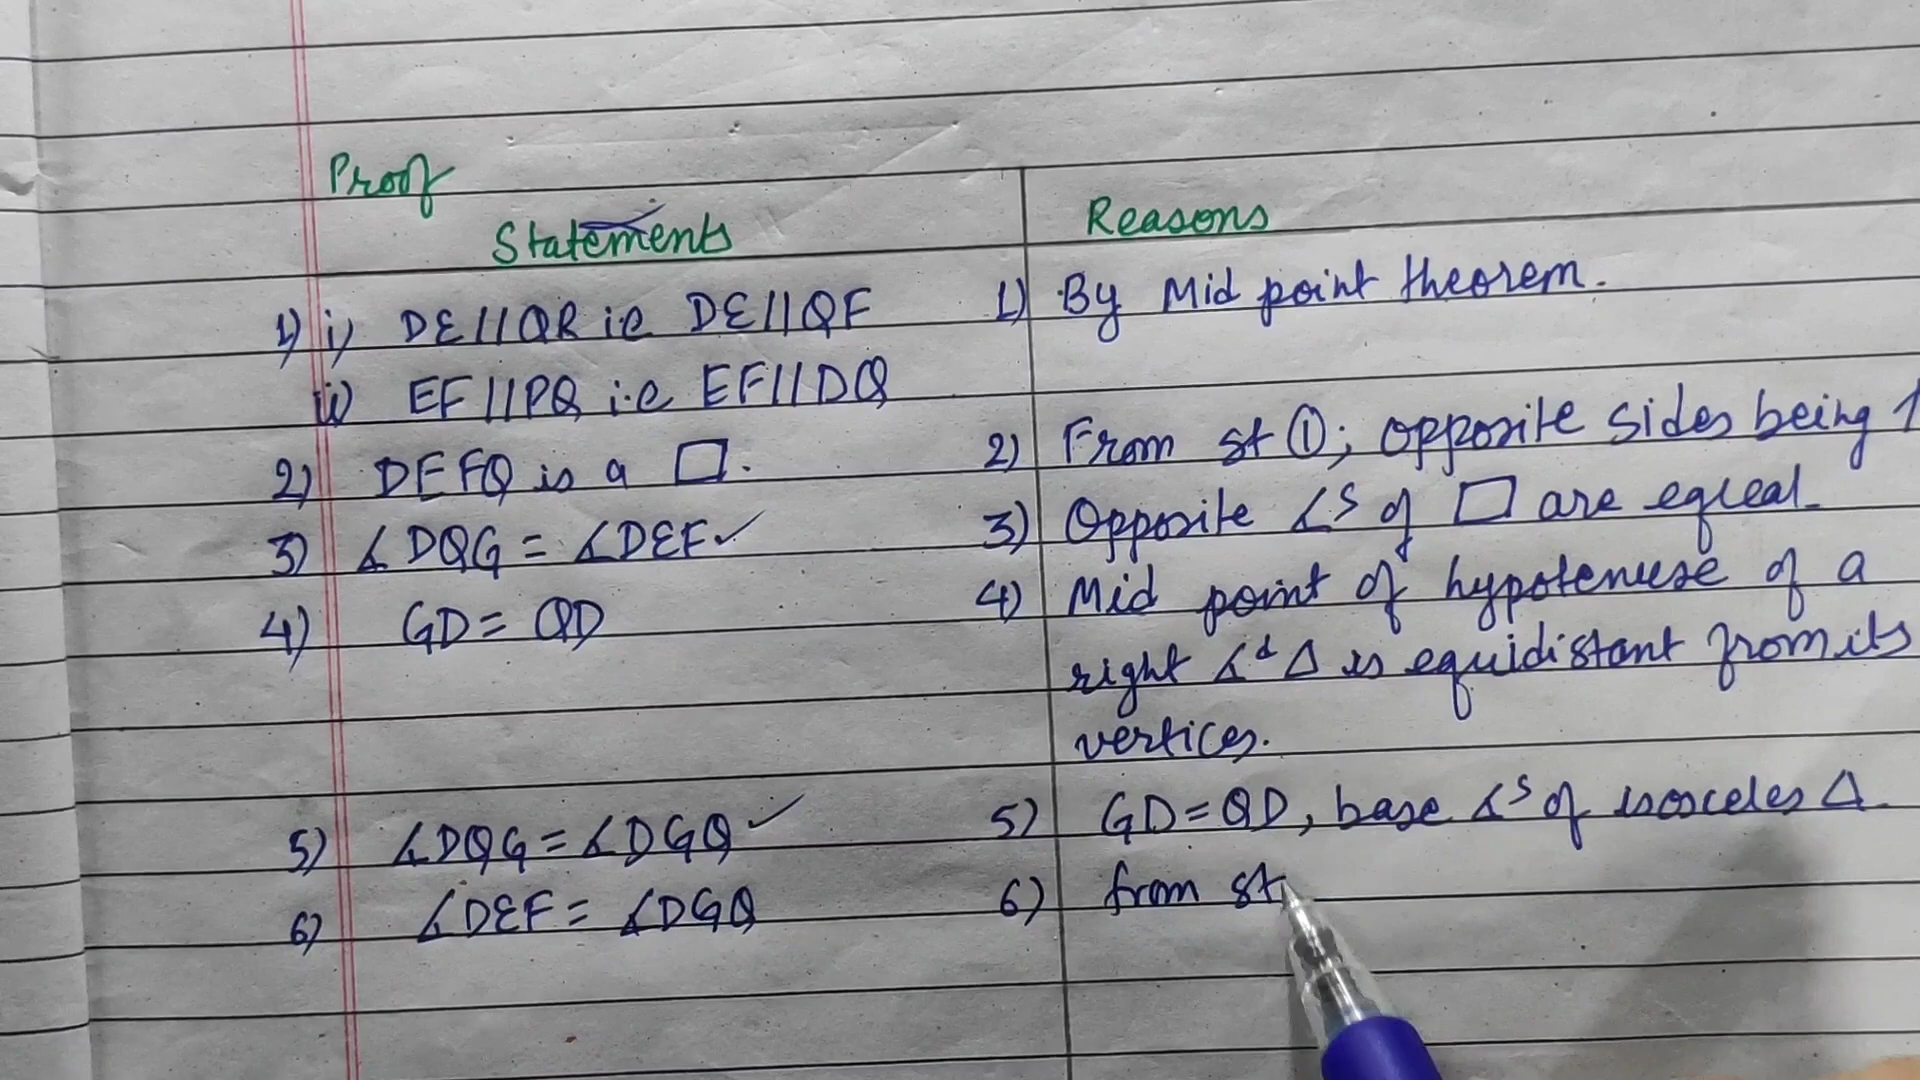 Proof
Statements
Reasons
1) i) DE//QR i.e DE//QF
1) By Mid point theorem.
ii) EF//PQ i.e EF//DQ
2) DEFQ is a ▱.
2) From st ①; opposite sides being
3) ∡DQG = ∡DEF ✓
3) Opposite ∡s of ▱ are equal.
4) GD = QD
4) Mid point of hypotenuse of a
right ∡d ∆ is equidistant from its
vertices.
5) ∡DQG = ∡DGQ ✓
5) GD = QD, base ∡s of isosceles ∆.
6) ∡DEF = ∡DGQ
6) from st